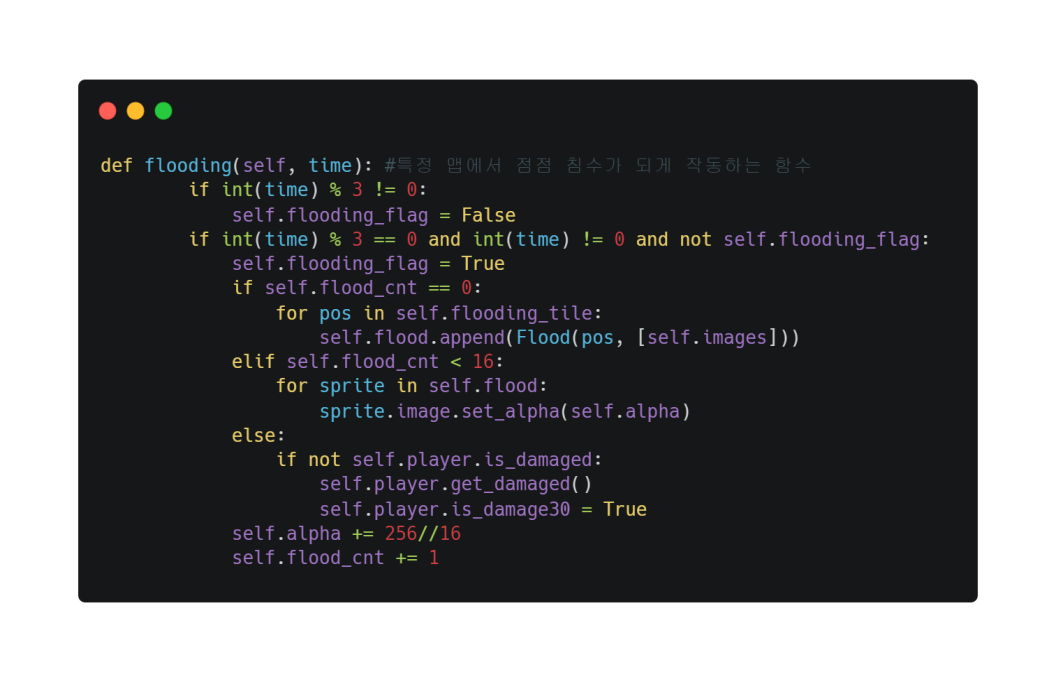 def flooding(self, time): #특정 맵에서 점점 침수가 되게 작동하는 함수
        if int(time) % 3 != 0:
            self.flooding_flag = False
        if int(time) % 3 == 0 and int(time) != 0 and not self.flooding_flag:
            self.flooding_flag = True
            if self.flood_cnt == 0:
                for pos in self.flooding_tile:
                    self.flood.append(Flood(pos, [self.images]))
            elif self.flood_cnt < 16:
                for sprite in self.flood:
                    sprite.image.set_alpha(self.alpha)
            else:
                if not self.player.is_damaged:
                    self.player.get_damaged()
                    self.player.is_damage30 = True
            self.alpha += 256//16
            self.flood_cnt += 1